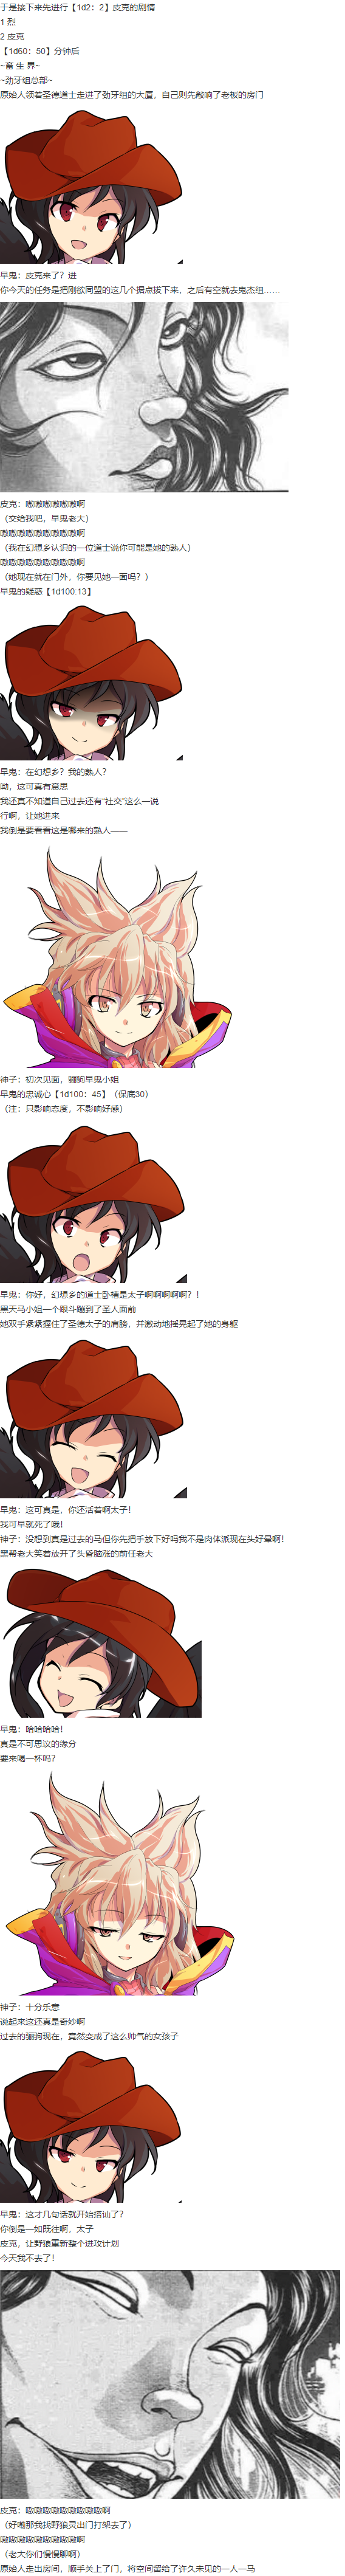 于是接下来先进行【1d2：2】皮克的剧情
1 烈
2 皮克
【1d60：50】分钟后
~畜 生 界~
~劲牙组总部~
原始人领着圣德道士走进了劲牙组的大厦，自己则先敲响了老板的房门
早鬼：皮克来了？进
你今天的任务是把刚欲同盟的这几个据点拔下来，之后有空就去鬼杰组……
皮克：嗷嗷嗷嗷嗷嗷啊
（交给我吧，早鬼老大）
嗷嗷嗷嗷嗷嗷嗷嗷啊
（我在幻想乡认识的一位道士说你可能是她的熟人）
嗷嗷嗷嗷嗷嗷嗷嗷啊
（她现在就在门外，你要见她一面吗？）
早鬼的疑惑【1d100:13】
早鬼：在幻想乡？我的熟人？
呦，这可真有意思
我还真不知道自己过去还有“社交”这么一说
行啊，让她进来
我倒是要看看这是哪来的熟人——
神子：初次见面，骊驹早鬼小姐
早鬼的忠诚心【1d100：45】（保底30）
（注：只影响态度，不影响好感）
早鬼：你好，幻想乡的道士卧槽是太子啊啊啊啊啊？！
黑天马小姐一个跟斗蹦到了圣人面前
她双手紧紧握住了圣德太子的肩膀，并激动地摇晃起了她的身躯
早鬼：这可真是，你还活着啊太子！
我可早就死了哦！
神子：没想到真是过去的马但你先把手放下好吗我不是肉体派现在头好晕啊！
黑帮老大笑着放开了头昏脑涨的前任老大
早鬼：哈哈哈哈！
真是不可思议的缘分
要来喝一杯吗？
神子：十分乐意
说起来这还真是奇妙啊
过去的骊驹现在，竟然变成了这么帅气的女孩子
早鬼：这才几句话就开始搭讪了？
你倒是一如既往啊，太子
皮克，让野狼重新整个进攻计划
今天我不去了！
皮克：嗷嗷嗷嗷嗷嗷嗷嗷嗷啊
（好嘞那我找野狼灵出门打架去了）
嗷嗷嗷嗷嗷嗷嗷嗷啊
（老大你们慢慢聊啊）
原始人走出房间，顺手关上了门，将空间留给了许久未见的一人一马